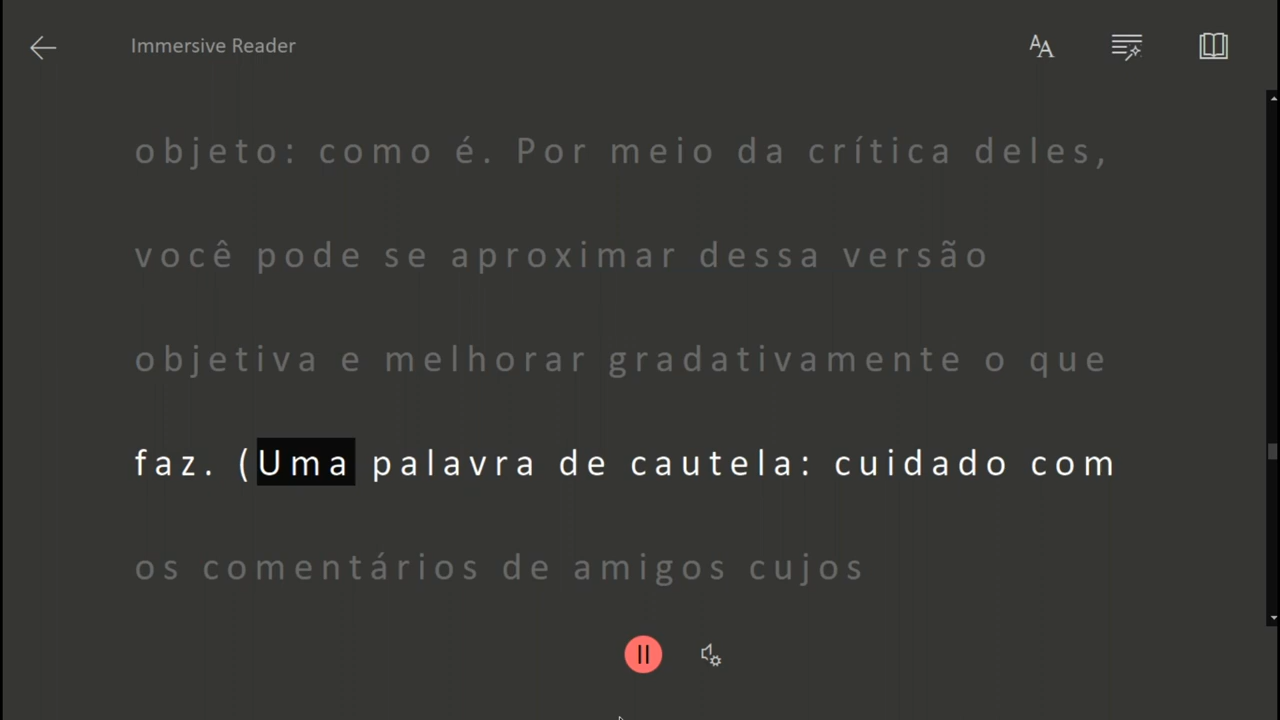 Immersive Reader
objeto: como é. Por meio da crítica deles,
você pode se aproximar dessa versão
objetiva e melhorar gradativamente o que
faz. (Uma palavra de cautela: cuidado com
os comentários de amigos cujos